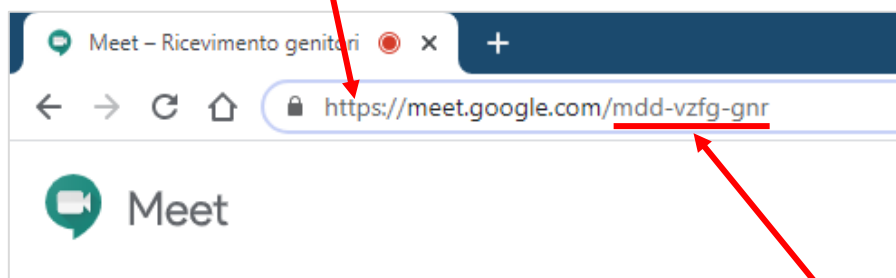 Meet – Ricevimento genitori
https://meet.google.com/mdd-vzfg-gnr
Meet